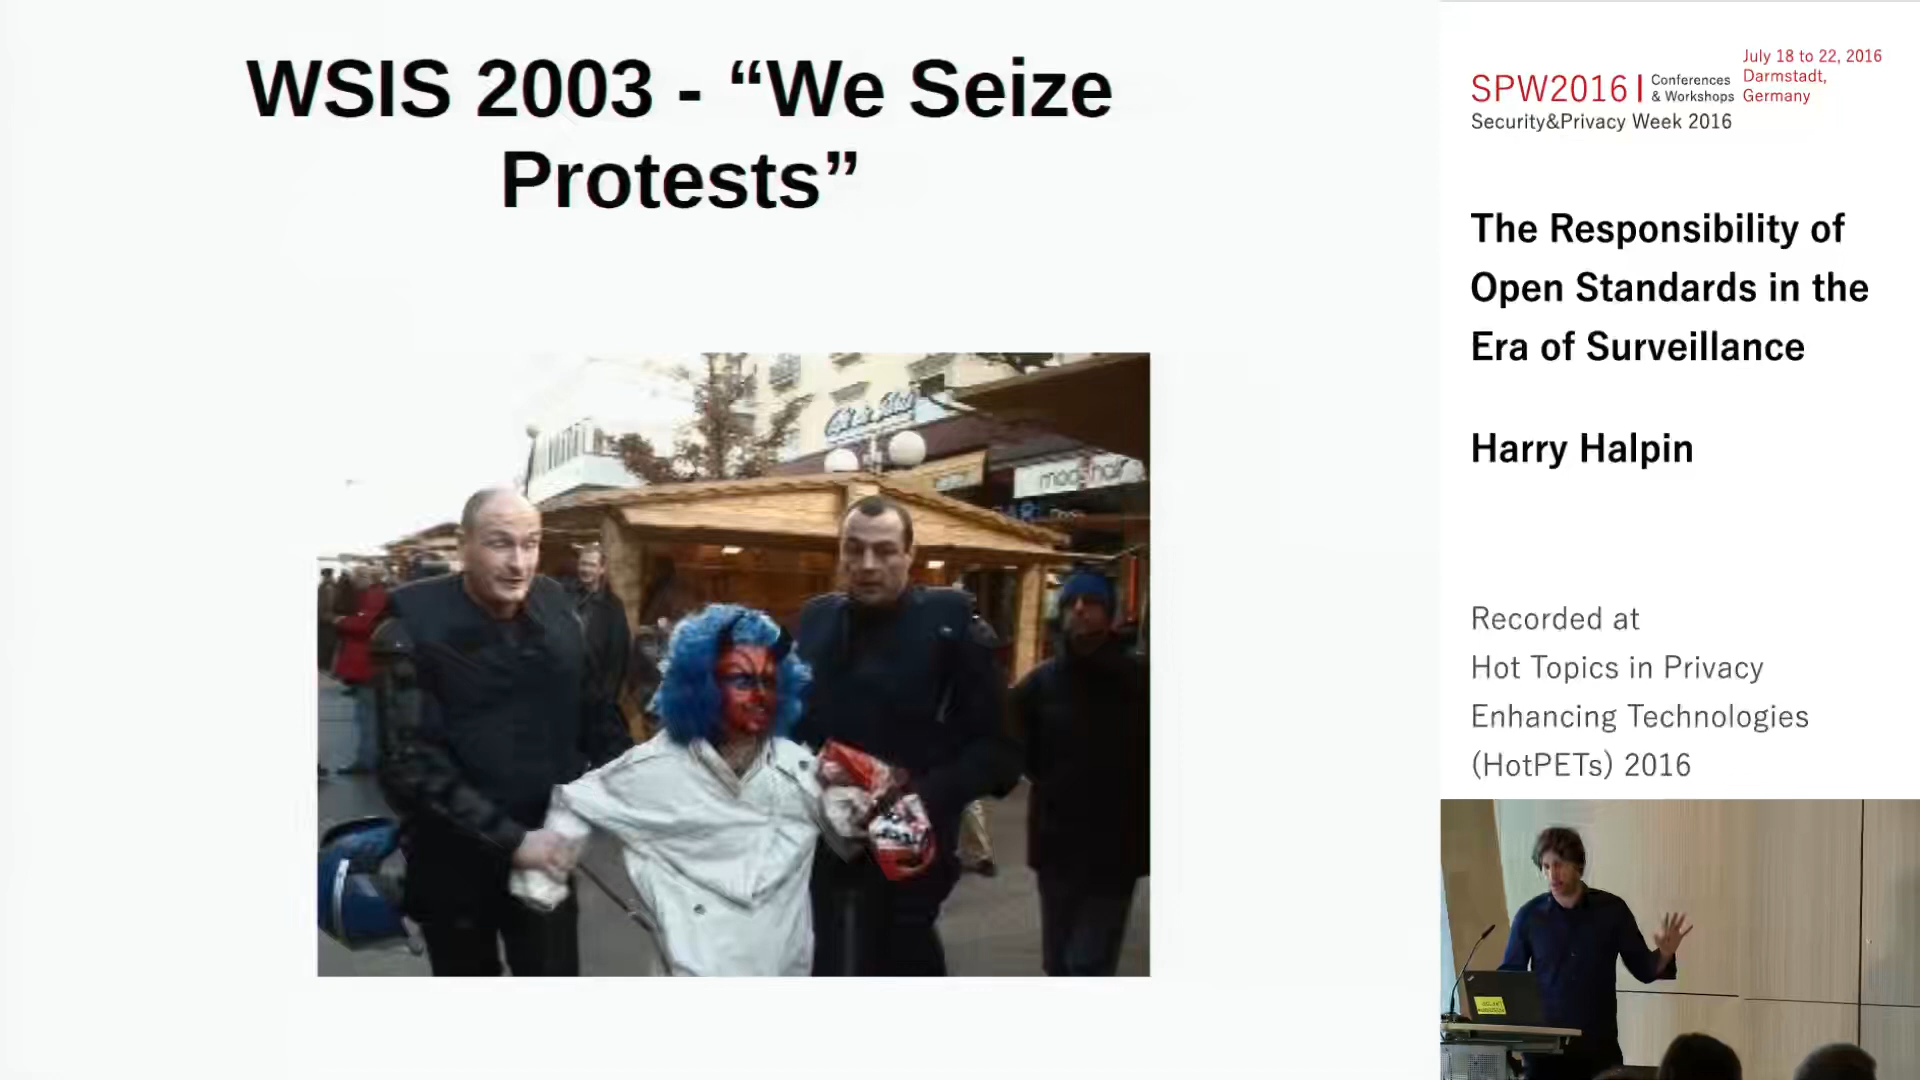 WSIS 2003 - “We Seize
Protests”
SPW2016 | Conferences
& Workshops
July 18 to 22, 2016
Darmstadt,
Germany
Security&Privacy Week 2016
The Responsibility of
Open Standards in the
Era of Surveillance
Harry Halpin
Recorded at
Hot Topics in Privacy
Enhancing Technologies
(HotPETs) 2016